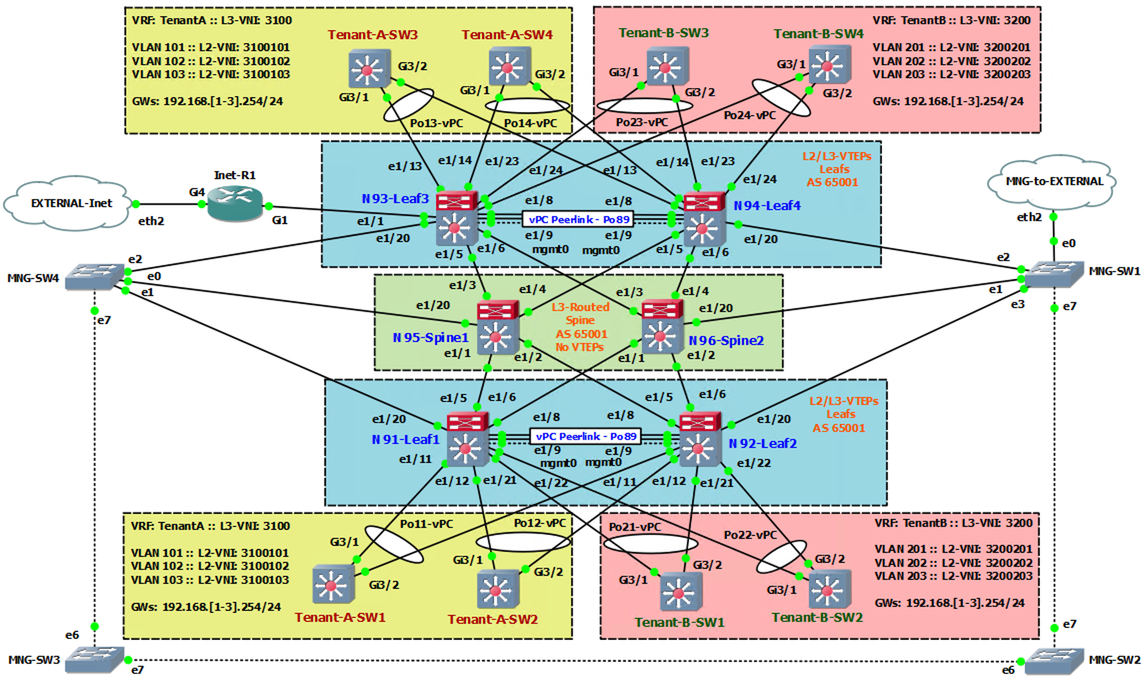 VRF: TenantA :: L3-VNI: 3100
VLAN 101 :: L2-VNI: 3100101
VLAN 102 :: L2-VNI: 3100102
VLAN 103 :: L2-VNI: 3100103
GWs: 192.168.[1-3].254/24
Tenant-A-SW3
Gi3/2
Gi3/1
Po13-vPC
Tenant-A-SW4
Gi3/2
Gi3/1
Po14-vPC
Tenant-B-SW3
Gi3/1
Gi3/2
Po23-vPC
Tenant-B-SW4
Gi3/1
Gi3/2
Po24-vPC
VRF: TenantB :: L3-VNI: 3200
VLAN 201 :: L2-VNI: 3200201
VLAN 202 :: L2-VNI: 3200202
VLAN 203 :: L2-VNI: 3200203
GWs: 192.168.[1-3].254/24
e1/13
e1/14
e1/23
e1/24
e1/13
e1/14
e1/23
e1/24
L2/L3-VTEPs
Leafs
AS 65001
EXTERNAL-Inet
eth2
Gi4
Inet-R1
Gi1
N93-Leaf3
e1/1
e1/20
e1/8
e1/8
vPC Peerlink - Po89
e1/9
e1/9
mgmt0
mgmt0
e1/5
e1/6
N94-Leaf4
e1/20
e1/5
e1/6
MNG-to-EXTERNAL
eth2
e0
MNG-SW4
e2
e0
e1
e7
MNG-SW1
e2
e1
e3
e7
e1/3
e1/4
e1/3
e1/4
e1/20
e1/20
L3-Routed
Spine
AS 65001
No VTEPs
N95-Spine1
N96-Spine2
e1/1
e1/2
e1/1
e1/2
e1/5
e1/6
e1/5
e1/6
L2/L3-VTEPs
Leafs
AS 65001
e1/20
e1/20
N91-Leaf1
e1/8
e1/8
vPC Peerlink - Po89
e1/9
e1/9
mgmt0
mgmt0
N92-Leaf2
e1/11
e1/12
e1/21
e1/22
e1/11
e1/12
e1/21
e1/22
VRF: TenantA :: L3-VNI: 3100
VLAN 101 :: L2-VNI: 3100101
VLAN 102 :: L2-VNI: 3100102
VLAN 103 :: L2-VNI: 3100103
GWs: 192.168.[1-3].254/24
Po11-vPC
Gi3/1
Gi3/2
Tenant-A-SW1
Po12-vPC
Gi3/1
Gi3/2
Tenant-A-SW2
Po21-vPC
Gi3/1
Gi3/2
Tenant-B-SW1
Po22-vPC
Gi3/2
Gi3/1
Tenant-B-SW2
VRF: TenantB :: L3-VNI: 3200
VLAN 201 :: L2-VNI: 3200201
VLAN 202 :: L2-VNI: 3200202
VLAN 203 :: L2-VNI: 3200203
GWs: 192.168.[1-3].254/24
e6
MNG-SW3
e7
e7
e6
MNG-SW2